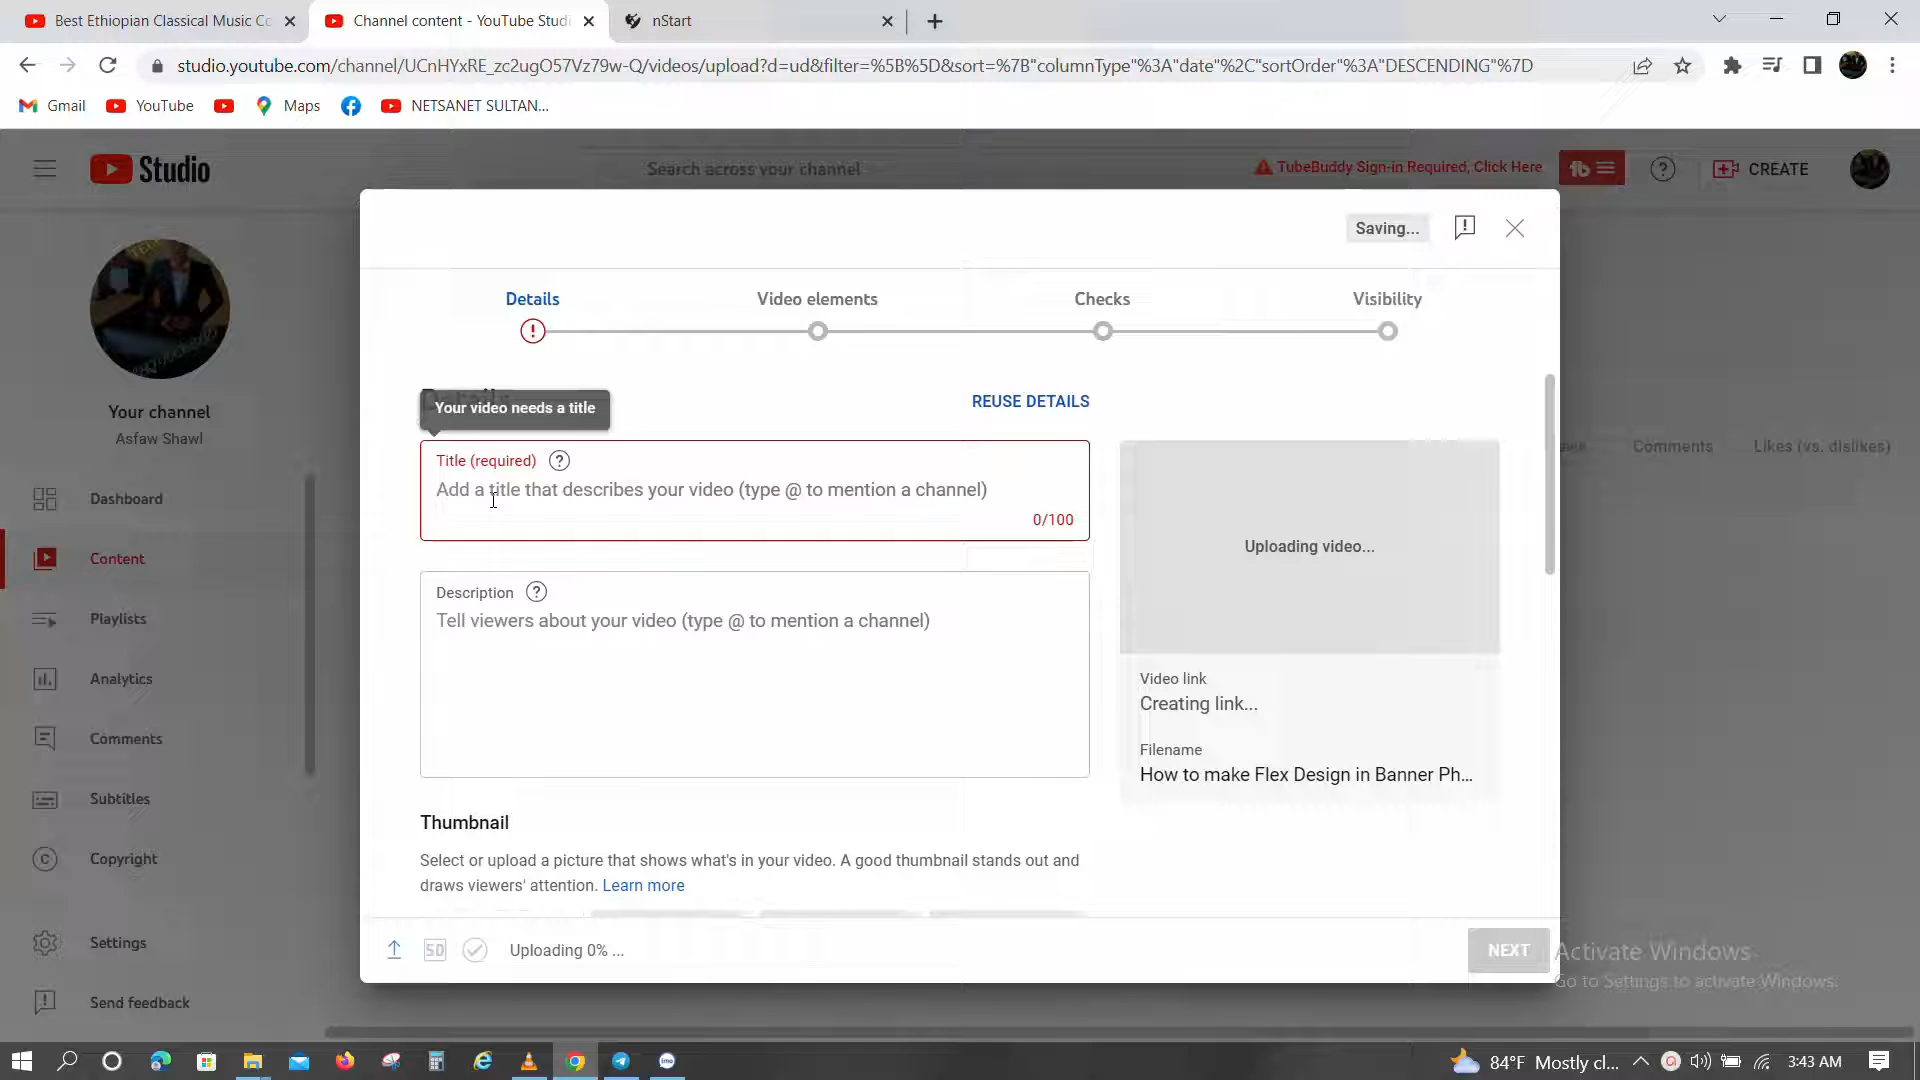 Best Ethiopian Classical Music Co
Channel content - YouTube Studi
nStart
studio.youtube.com/channel/UCnHYxRE_zc2ugO57Vz79w-Q/videos/upload?d=ud&filter=%5B%5D&sort=%7B"columnType"%3A"date"%2C"sortOrder"%3A"DESCENDING"%7D
Gmail
YouTube
Maps
NETSANET SULTAN...
Studio
Search across your channel
TubeBuddy Sign-in Required, Click Here
CREATE
Saving...
Details
Video elements
Checks
Visibility
Your channel
Asfaw Shawl
Your video needs a title
REUSE DETAILS
Title (required)
Add a title that describes your video (type @ to mention a channel)
0/100
Comments
Likes (vs. dislikes)
Dashboard
Content
Playlists
Analytics
Comments
Subtitles
Copyright
Settings
Send feedback
Uploading video...
Description
Tell viewers about your video (type @ to mention a channel)
Video link
Creating link...
Filename
How to make Flex Design in Banner Ph...
Thumbnail
Select or upload a picture that shows what's in your video. A good thumbnail stands out and
draws viewers' attention. Learn more
SD
Uploading 0% ...
NEXT
Activate Windows
Go to Settings to activate Windows.
84°F Mostly cl...
3:43 AM